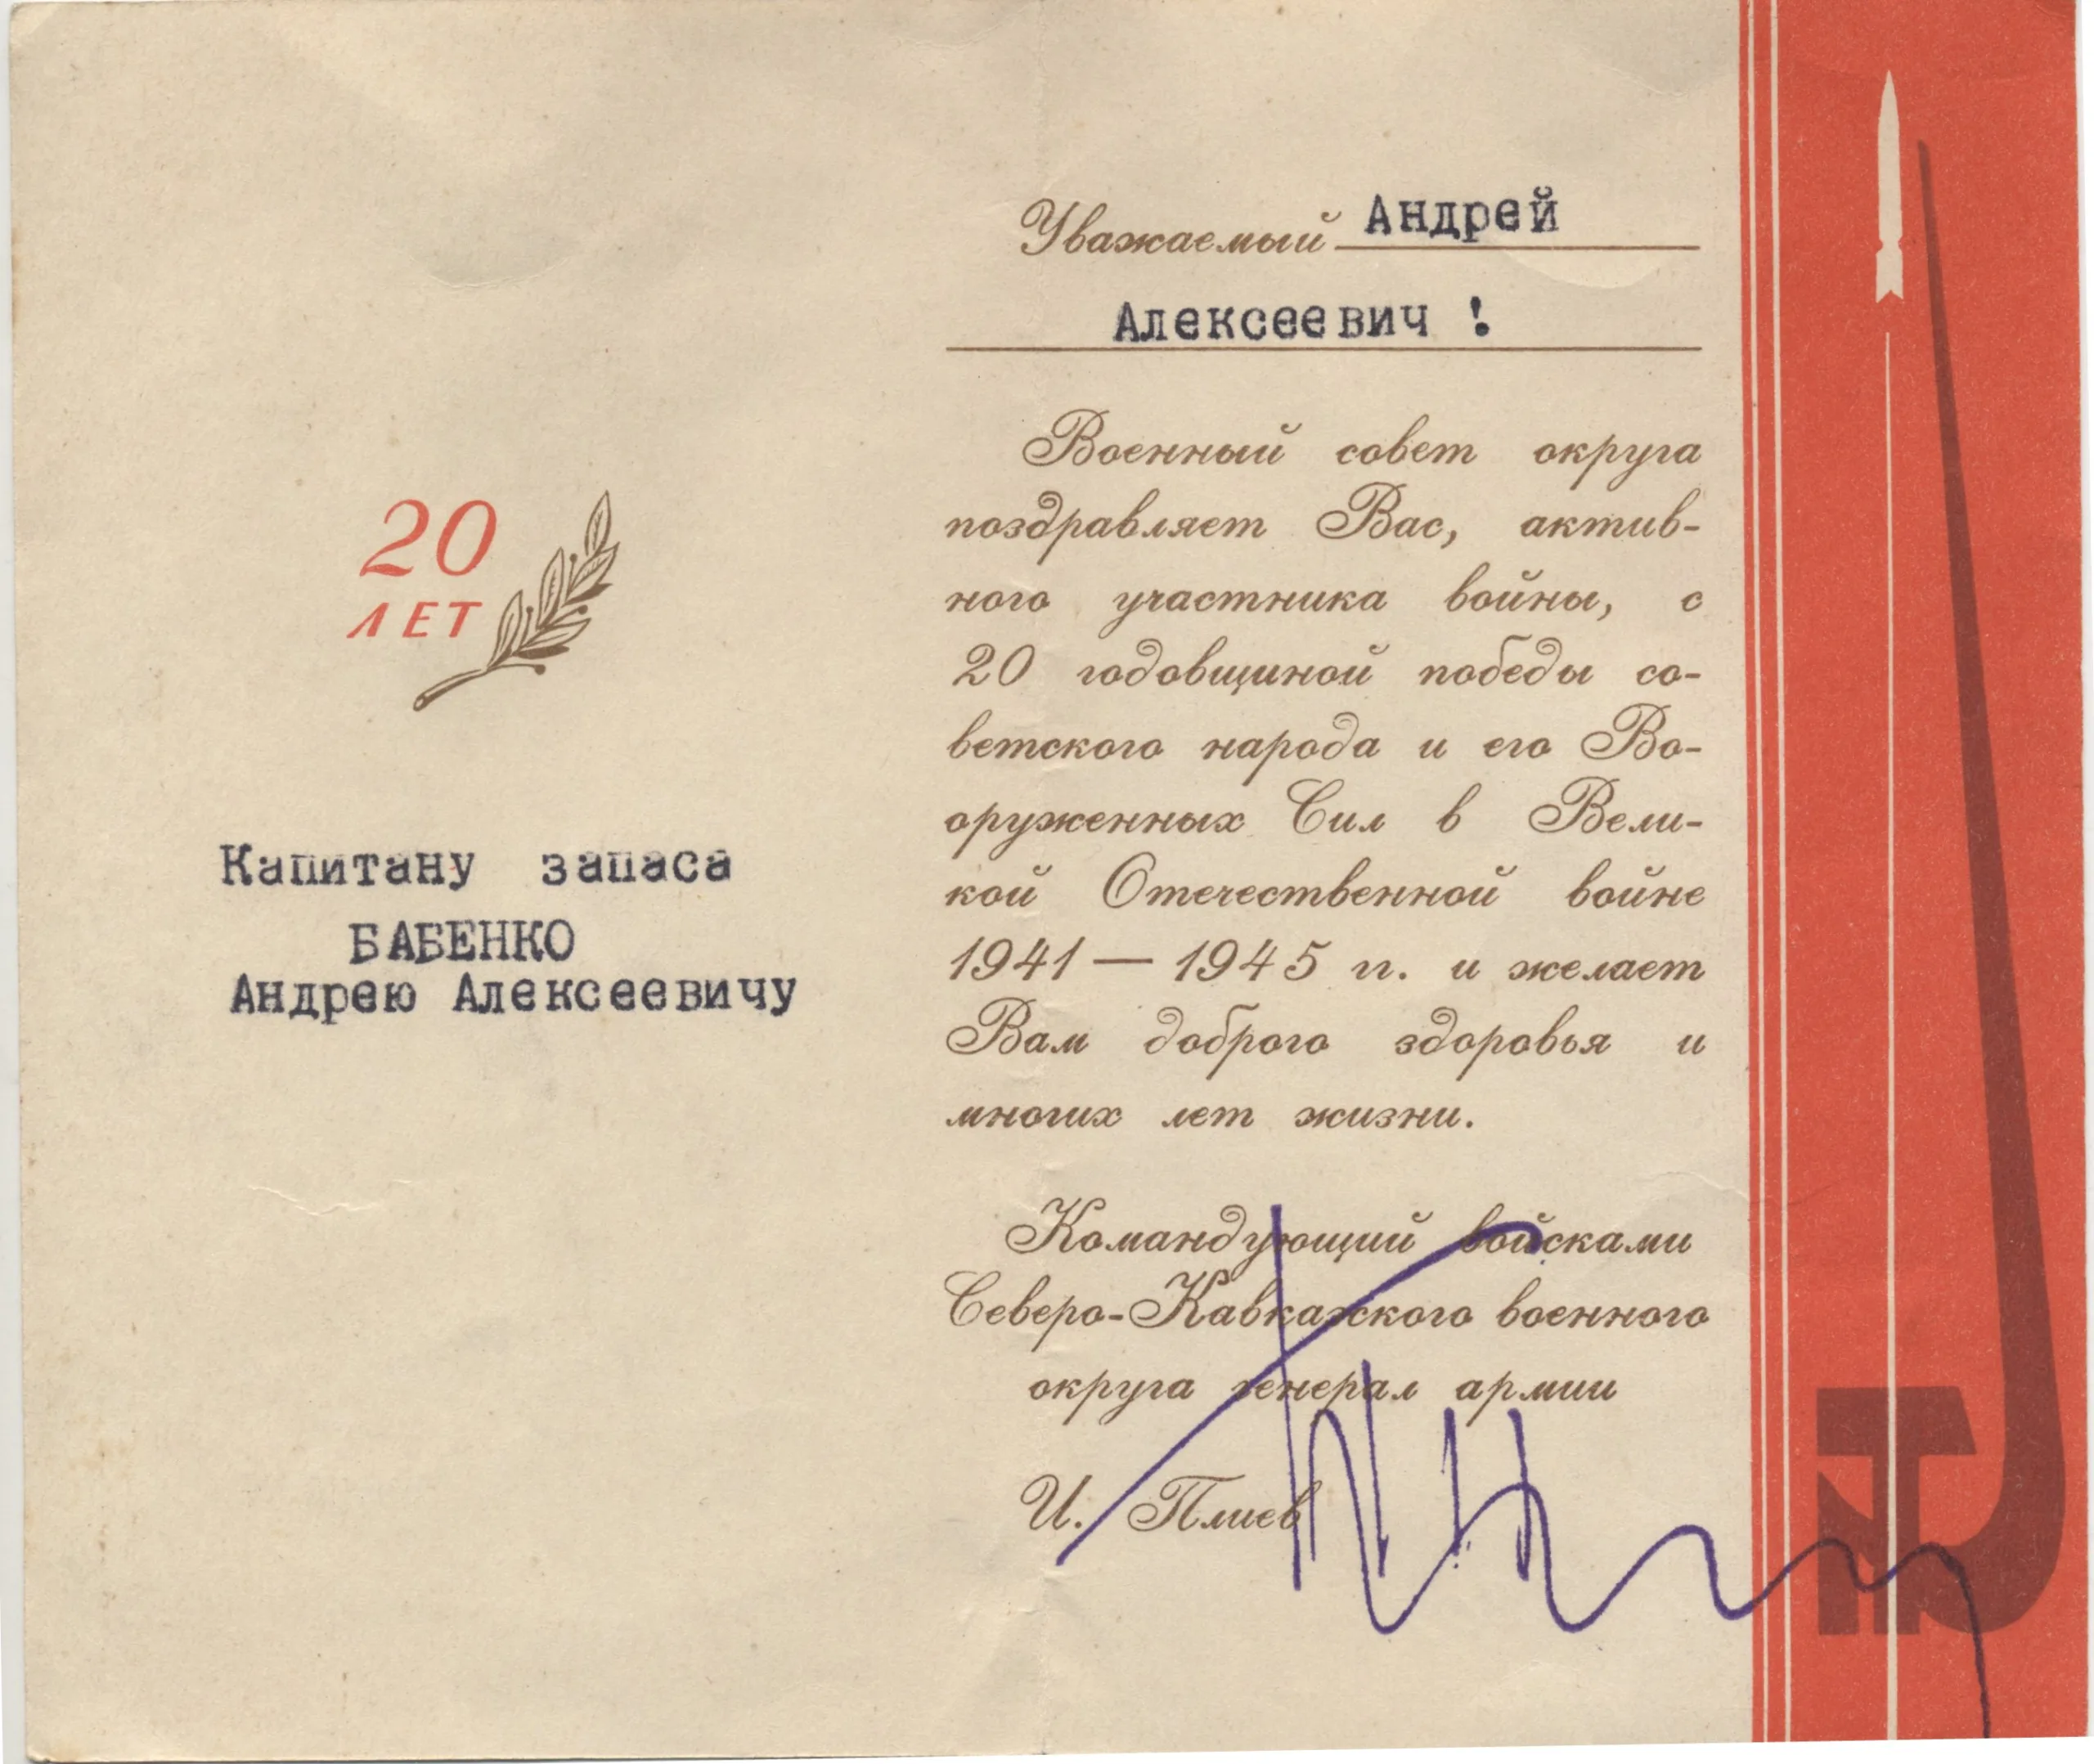 20
ЛЕТ
Капитану запаса
БАБЕНКО
Андрею Алексеевичу
Уважаемый Андрей
Алексеевич !
Военный совет округа
поздравляет Вас, актив-
ного участника войны, с
20 годовщиной победы со-
ветского народа и его Во-
оруженных Сил в Вели-
кой Отечественной войне
1941 — 1945 гг. и желает
Вам доброго здоровья и
многих лет жизни.
Командующий войсками
Северо-Кавказского военного
округа генерал армии
И. Плиев